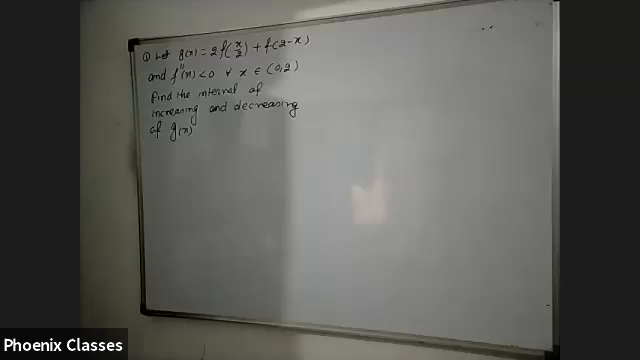 ① Let g(x) = 2f(x/2) + f(2-x)
and f''(x) < 0 ∀ x ∈ (0,2)
Find the interval of
increasing and decreasing
of g(x)
Phoenix Classes